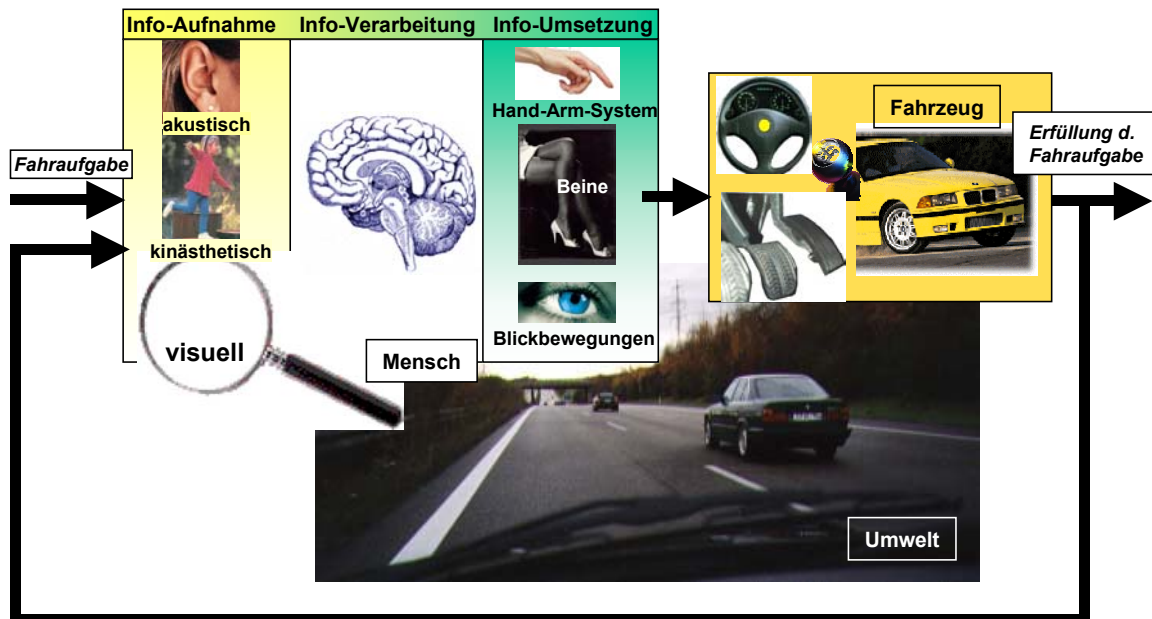 Info-Aufnahme Info-Verarbeitung Info-Umsetzung
akustisch
kinästhetisch
visuell
Hand-Arm-System
Beine
Blickbewegungen
Mensch
Fahraufgabe
Fahrzeug
Erfüllung d.
Fahraufgabe
Umwelt